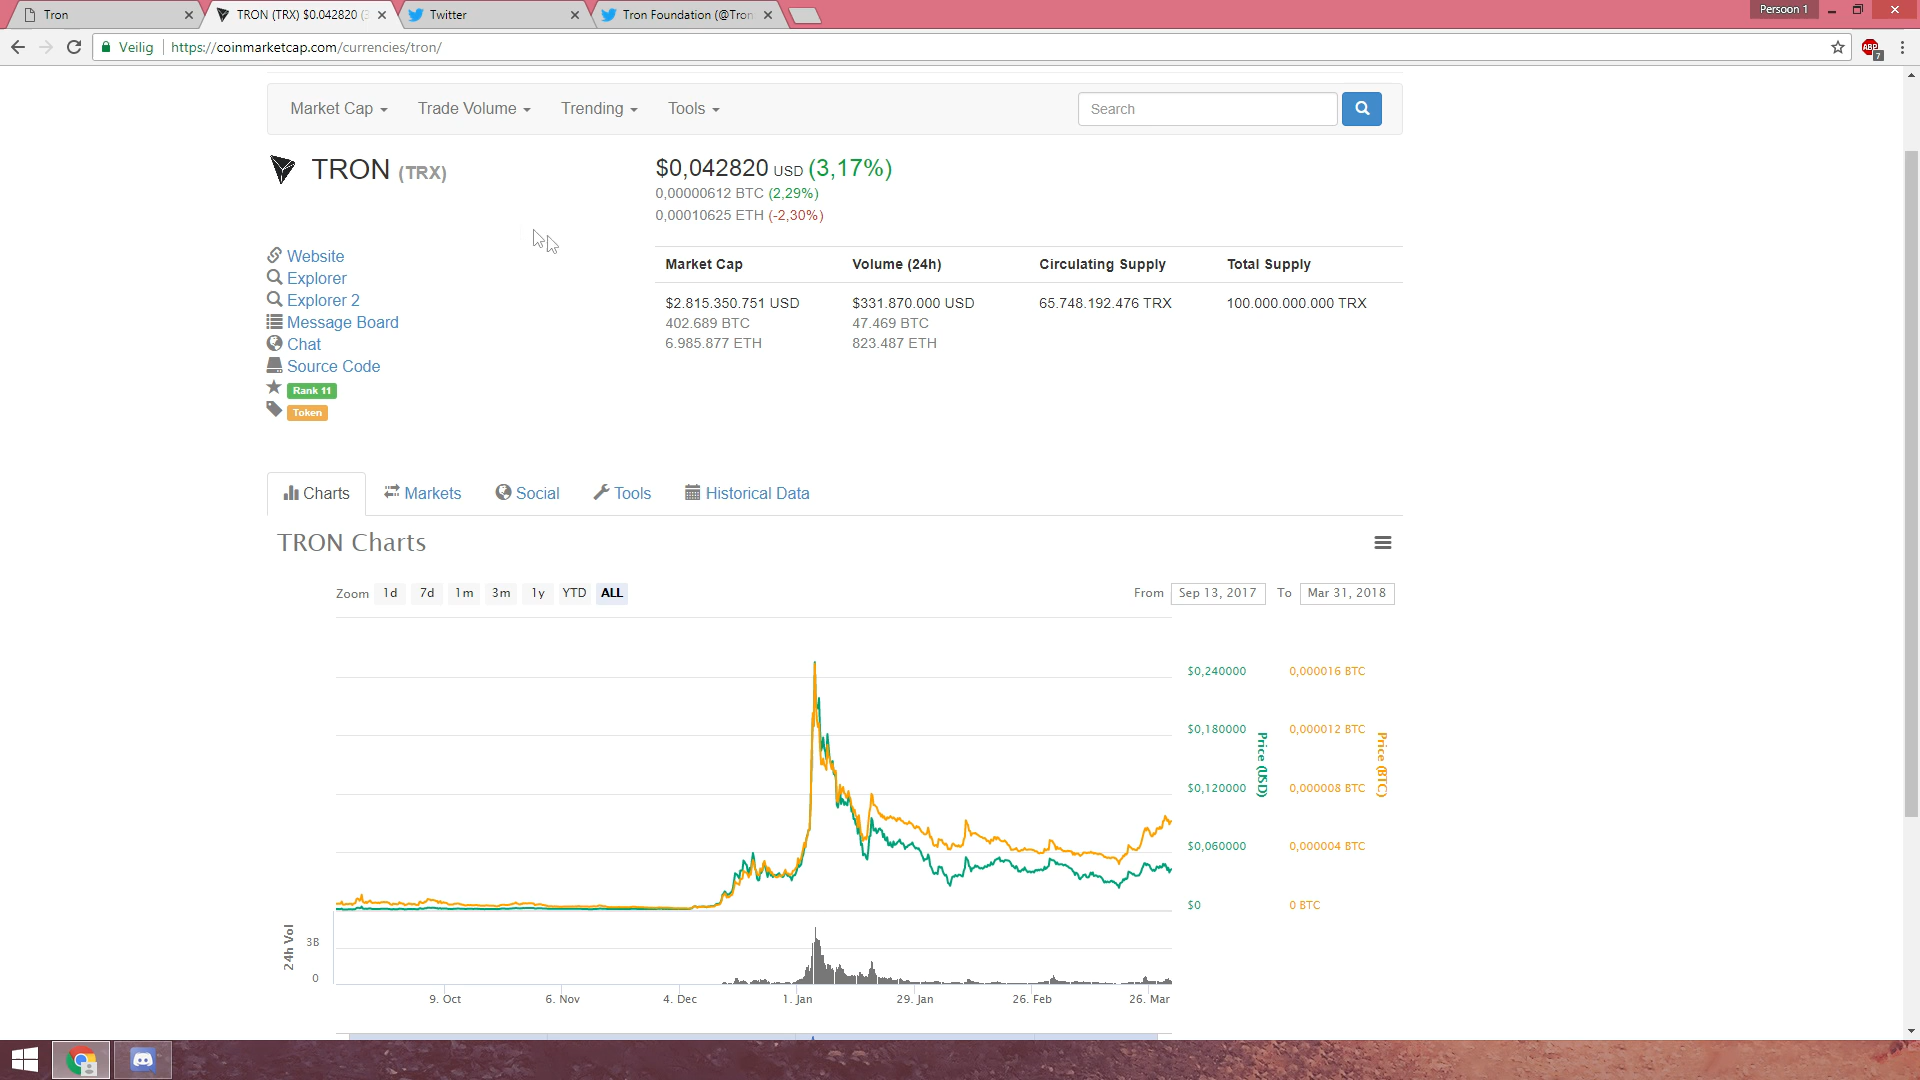 Tron
TRON (TRX) $0.042820 (3
Twitter
Tron Foundation (@Tron
Persoon 1
Veilig
https://coinmarketcap.com/currencies/tron/
ABP
7
Market Cap
Trade Volume
Trending
Tools
Search
TRON (TRX)
$0,042820 USD (3,17%)
0,00000612 BTC (2,29%)
0,00010625 ETH (-2,30%)
Website
Explorer
Explorer 2
Message Board
Chat
Source Code
Rank 11
Token
Market Cap Volume (24h) Circulating Supply Total Supply
$2.815.350.751 USD $331.870.000 USD 65.748.192.476 TRX 100.000.000.000 TRX
402.689 BTC 47.469 BTC
6.985.877 ETH 823.487 ETH
Charts
Markets
Social
Tools
Historical Data
TRON Charts
Zoom 1d 7d 1m 3m 1y YTD ALL
From Sep 13, 2017 To Mar 31, 2018
$0,240000 0,000016 BTC
$0,180000 0,000012 BTC
$0,120000 0,000008 BTC
$0,060000 0,000004 BTC
$0 0 BTC
Price (USD)
Price (BTC)
24h Vol
3B
0
9. Oct 6. Nov 4. Dec 1. Jan 29. Jan 26. Feb 26. Mar